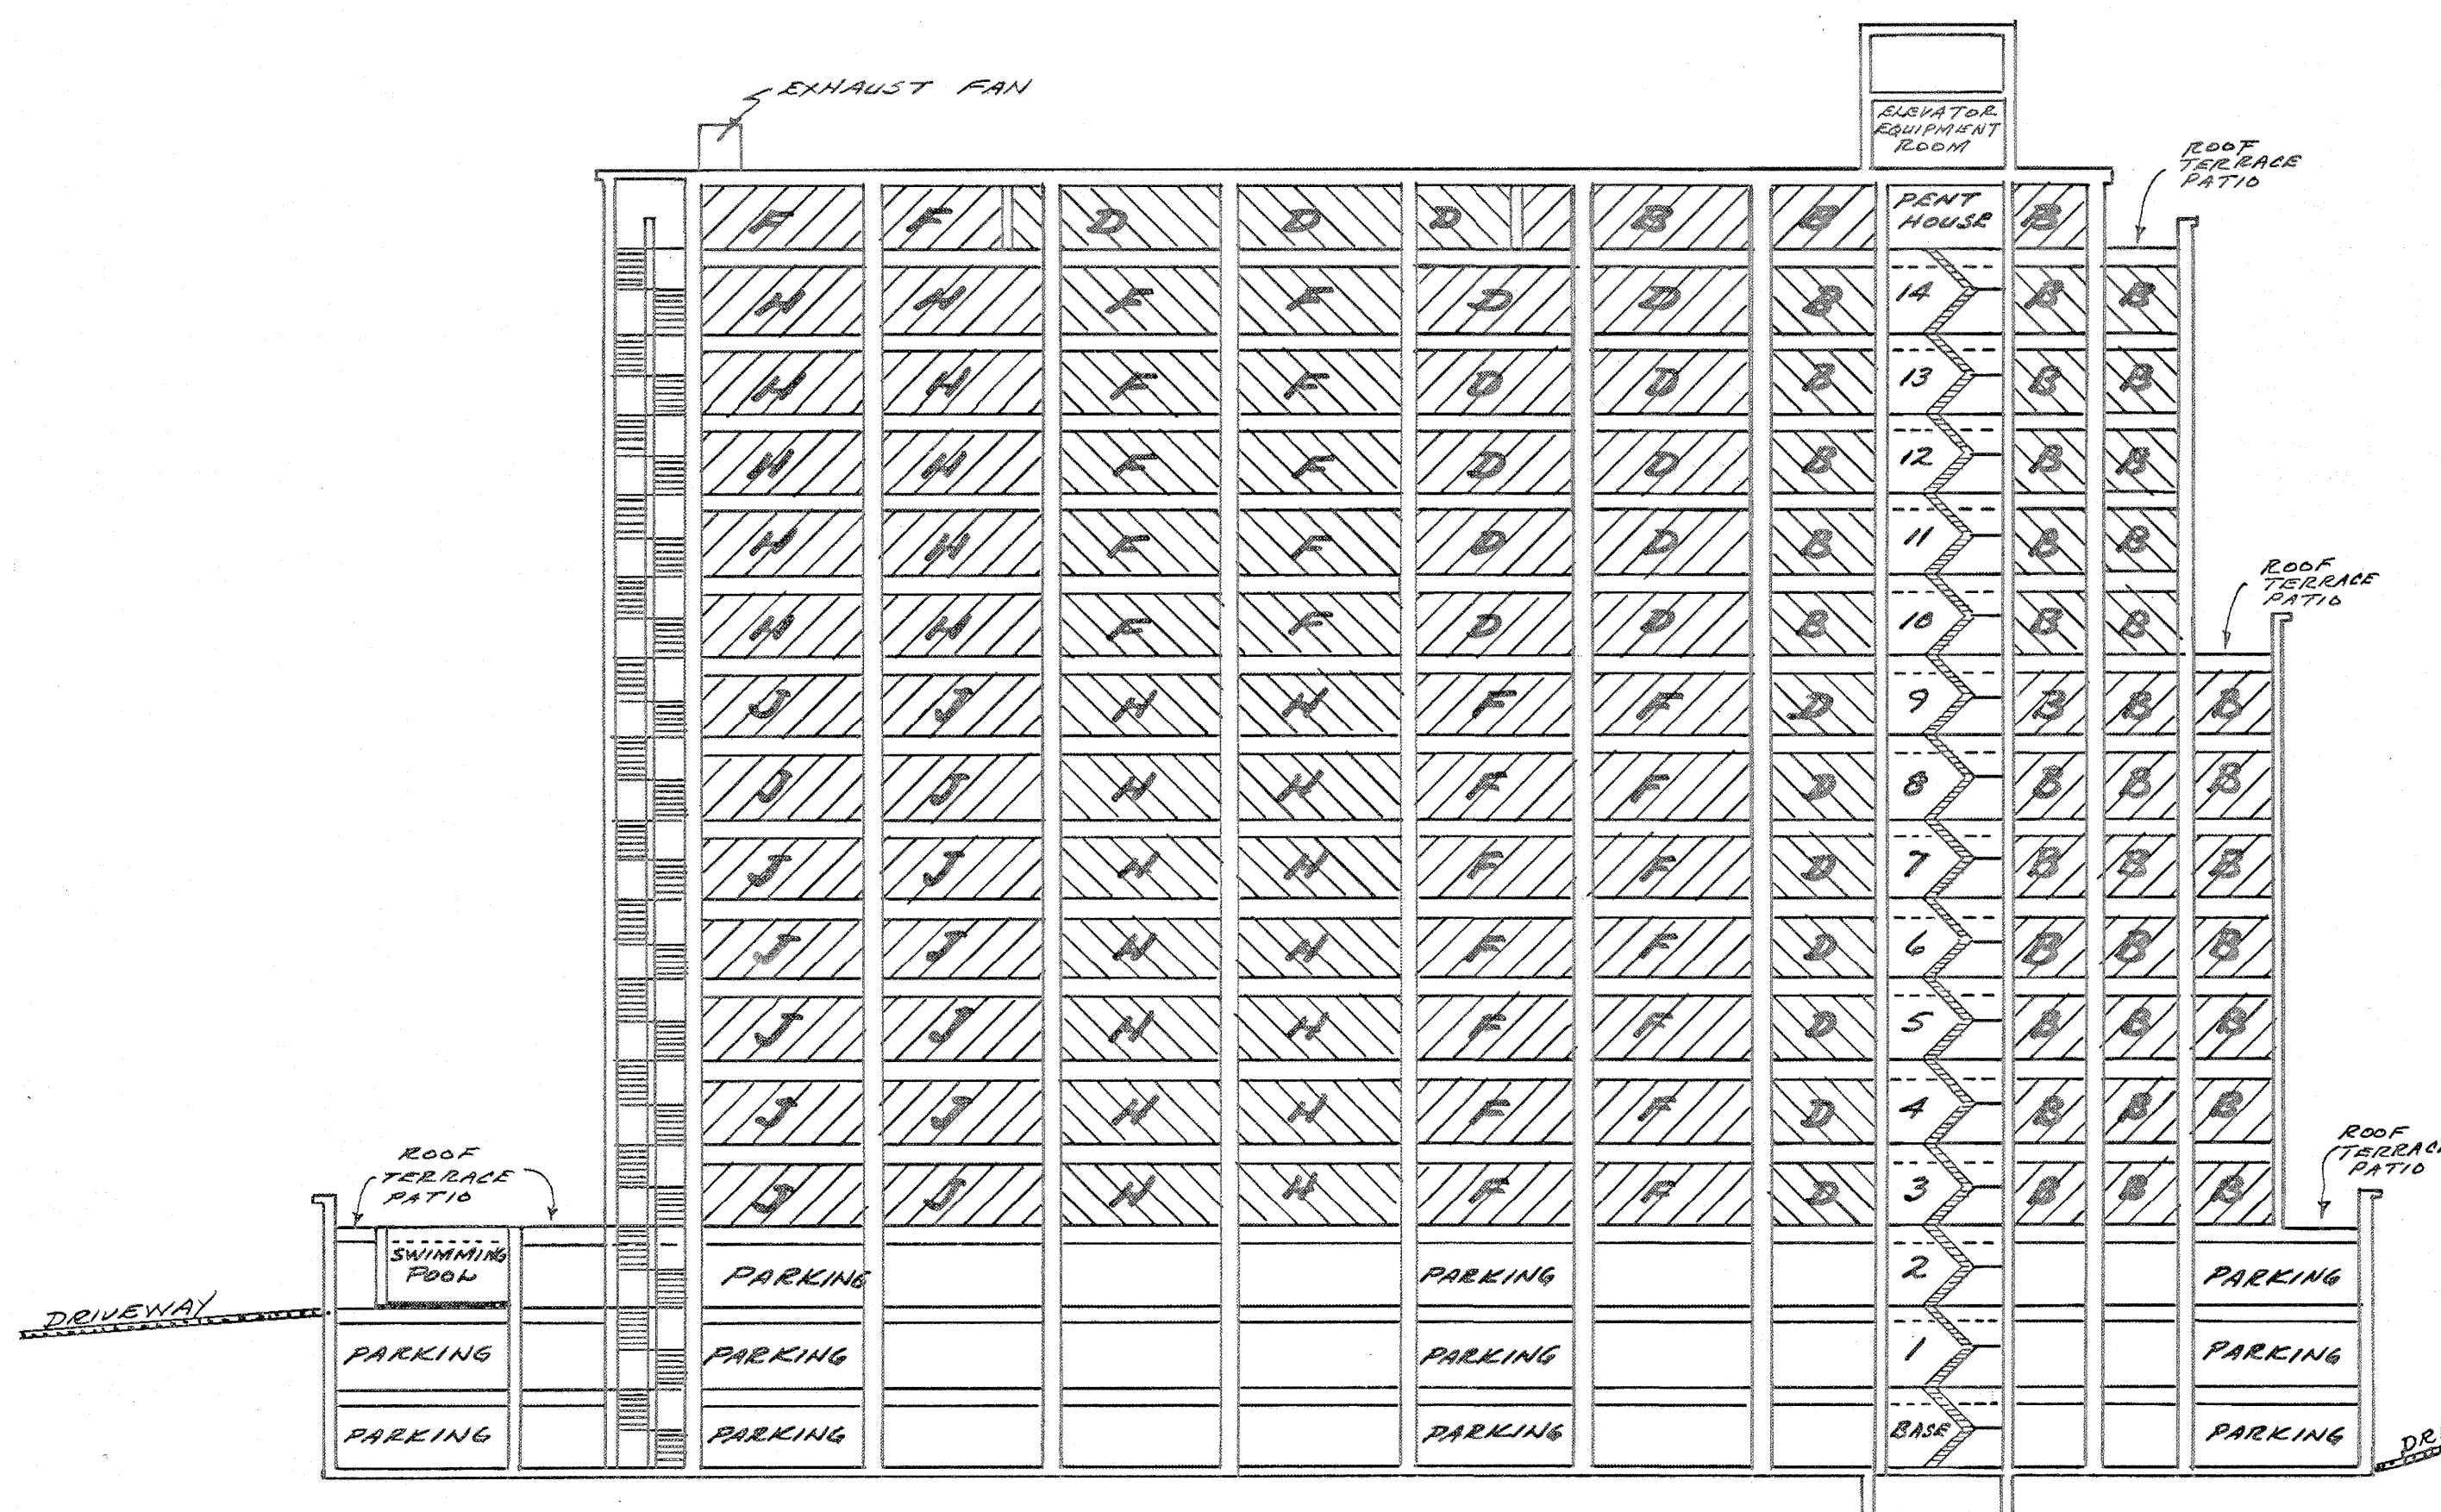 EXHAUST FAN
ELEVATOR
EQUIPMENT
ROOM
ROOF
TERRACE
PATIO
F F D D D B B PENT HOUSE B
H H F F D D B 14 B B
H H F F D D B 13 B B
H H F F D D B 12 B B
H H F F D D B 11 B B
ROOF
TERRACE
PATIO
H H F F D D B 10 B B
J J H H F F D 9 B B B
J J H H F F D 8 B B B
J J H H F F D 7 B B B
J J H H F F D 6 B B B
J J H H F F D 5 B B B
J J H H F F D 4 B B B
ROOF
TERRACE
PATIO
ROOF
TERRACE
PATIO
J J H H F F D 3 B B B
SWIMMING
POOL
PARKING PARKING 2 PARKING
DRIVEWAY
PARKING PARKING PARKING 1 PARKING
PARKING PARKING PARKING BASE PARKING
DR